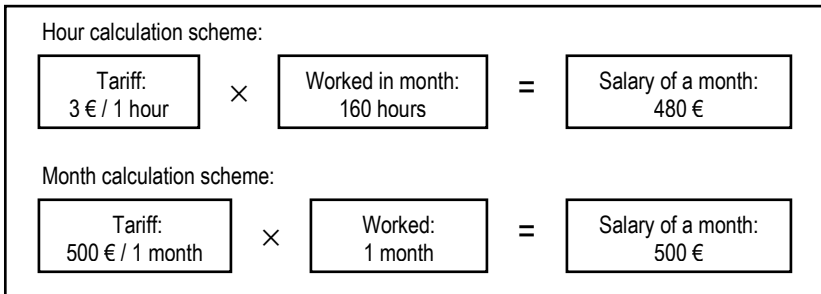 Hour calculation scheme:
Tariff: × Worked in month: = Salary of a month:
3 € / 1 hour 160 hours 480 €
Month calculation scheme:
Tariff: × Worked: = Salary of a month:
500 € / 1 month 1 month 500 €